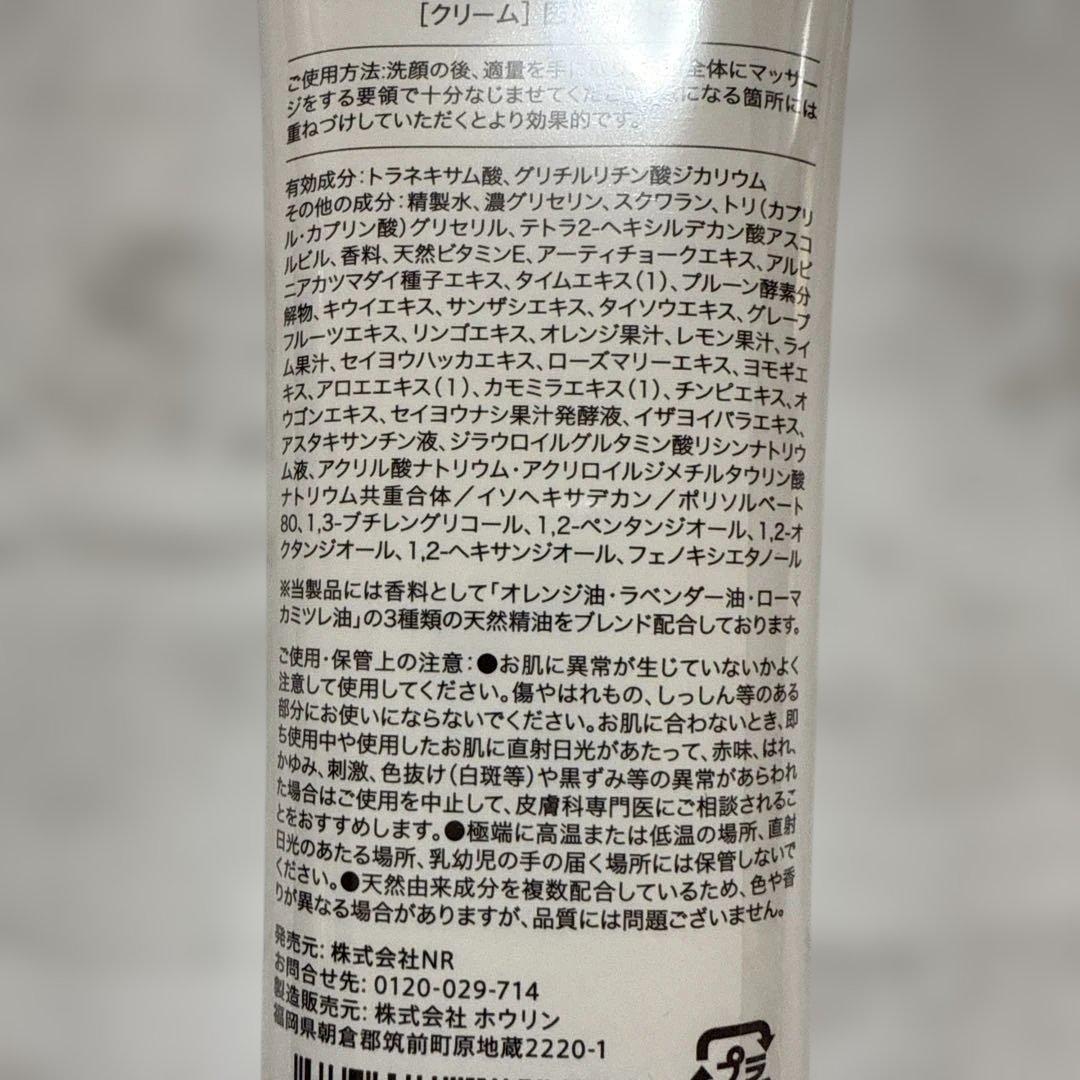 [クリーム] 医
ご使用方法:洗顔の後、適量を手に 全体にマッサー
ジをする要領で十分なじませてくだ になる箇所には
重ねづけしていただくとより効果的です。
有効成分:トラネキサム酸、グリチルリチン酸ジカリウム
その他の成分:精製水、濃グリセリン、スクワラン、トリ(カプリ
ル・カプリン酸)グリセリル、テトラ2-ヘキシルデカン酸アスコ
ルビル、香料、天然ビタミンE、アーティチョークエキス、アルピ
ニアカツマダイ種子エキス、タイムエキス(1)、プルーン酵素分
解物、キウイエキス、サンザシエキス、タイソウエキス、グレープ
フルーツエキス、リンゴエキス、オレンジ果汁、レモン果汁、ライ
ム果汁、セイヨウハッカエキス、ローズマリーエキス、ヨモギエ
キス、アロエエキス(1)、カモミラエキス(1)、チンピエキス、オ
ウゴンエキス、セイヨウナシ果汁発酵液、イザヨイバラエキス、
アスタキサンチン液、ジラウロイルグルタミン酸リシンナトリウ
ム液、アクリル酸ナトリウム・アクリロイルジメチルタウリン酸
ナトリウム共重合体/イソヘキサデカン/ポリソルベート
80、1,3-ブチレングリコール、1,2-ペンタンジオール、1,2-オ
クタンジオール、1,2-ヘキサンジオール、フェノキシエタノール
※当製品には香料として「オレンジ油・ラベンダー油・ローマ
カミツレ油」の3種類の天然精油をブレンド配合しております。
ご使用・保管上の注意:●お肌に異常が生じていないかよく
注意して使用してください。傷やはれもの、しっしん等のある
部分にお使いにならないでください。お肌に合わないとき、即
ち使用中や使用したお肌に直射日光があたって、赤味、はれ、
かゆみ、刺激、色抜け(白斑等)や黒ずみ等の異常があらわれ
た場合はご使用を中止して、皮膚科専門医にご相談されるこ
とをおすすめします。●極端に高温または低温の場所、直射
日光のあたる場所、乳幼児の手の届く場所には保管しないで
ください。●天然由来成分を複数配合しているため、色や香
りが異なる場合がありますが、品質には問題ございません。
発売元: 株式会社NR
お問合せ先: 0120-029-714
製造販売元: 株式会社 ホウリン
福岡県朝倉郡筑前町原地蔵2220-1
プラ